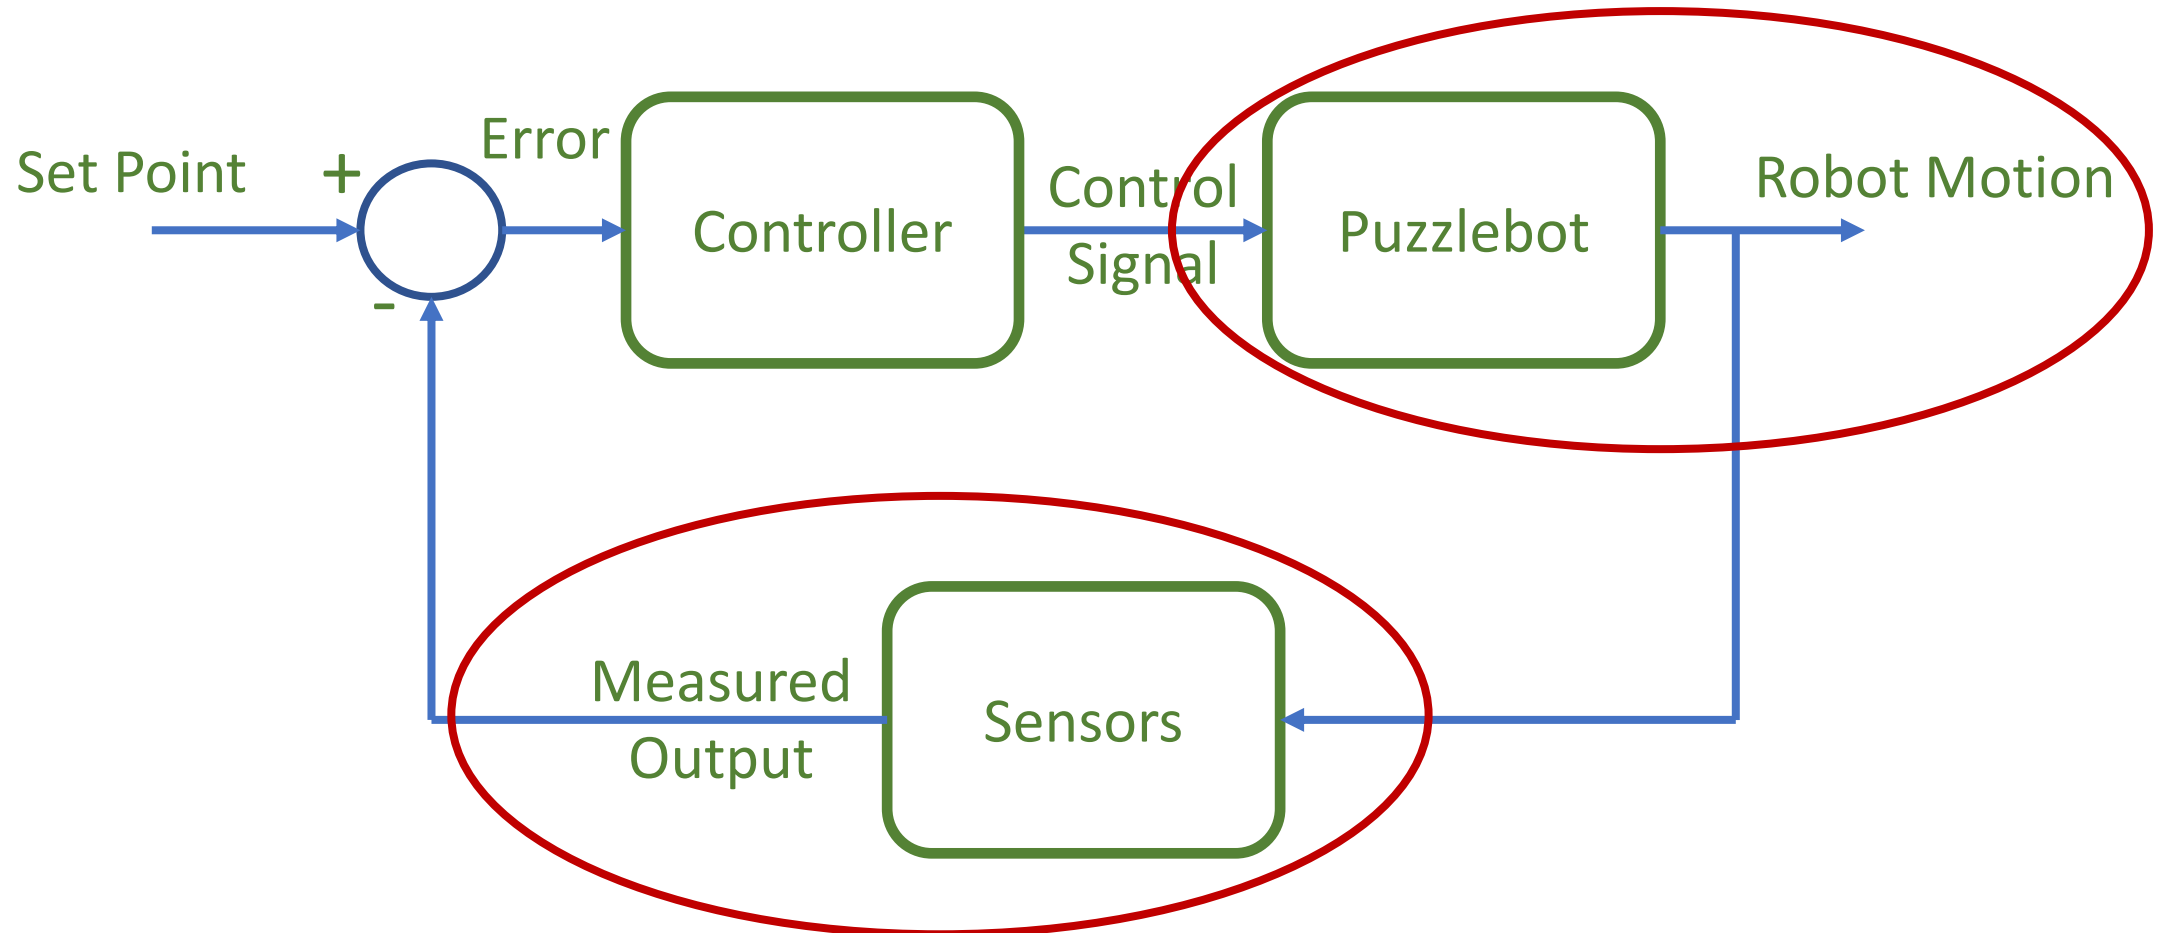 Set Point
+
-
Error
Controller
Control
Signal
Puzzlebot
Robot Motion
Measured
Output
Sensors